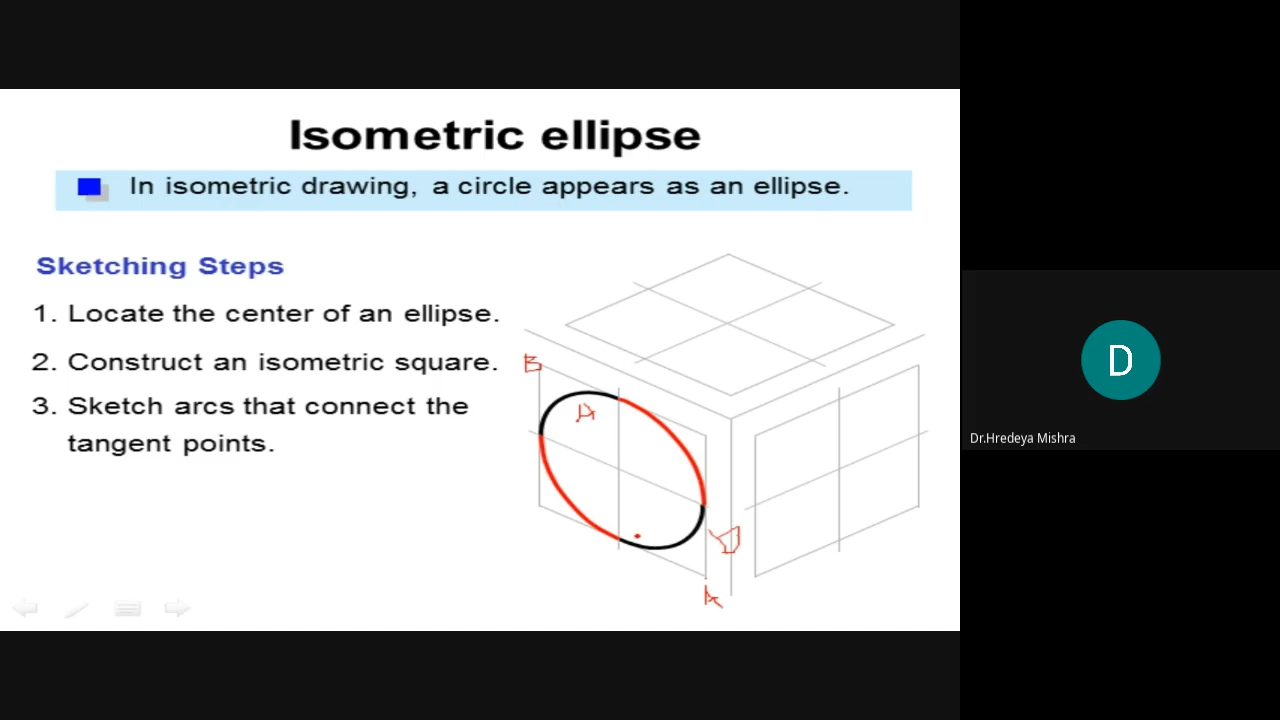 Isometric ellipse
In isometric drawing, a circle appears as an ellipse.
Sketching Steps
1. Locate the center of an ellipse.
2. Construct an isometric square.
3. Sketch arcs that connect the
tangent points.
B
A
A
D
Dr.Hredeya Mishra